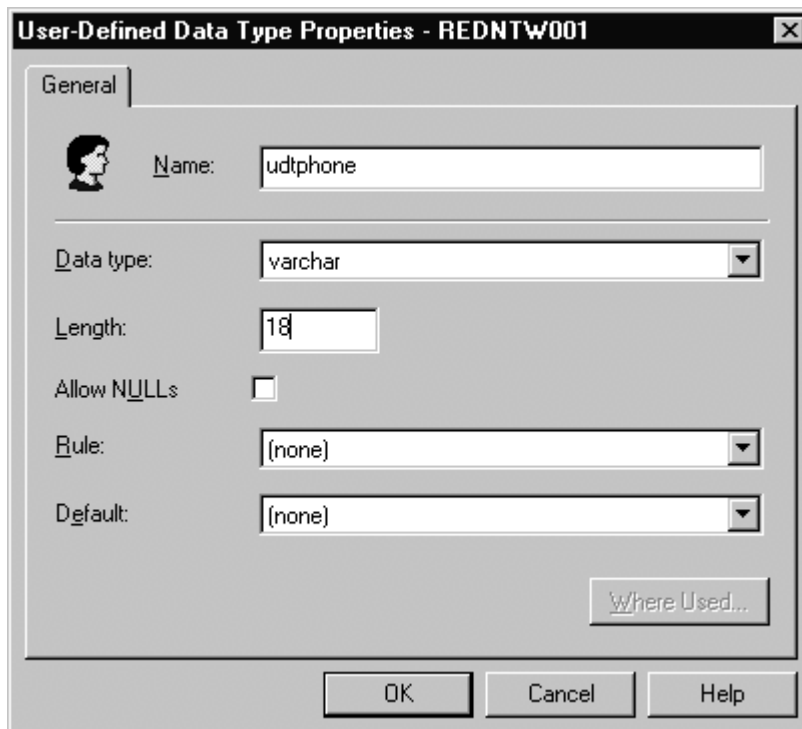 User-Defined Data Type Properties - REDNTW001
General
Name: udtphone
Data type: varchar
Length: 18
Allow NULLs
Rule: (none)
Default: (none)
Where Used...
OK Cancel Help